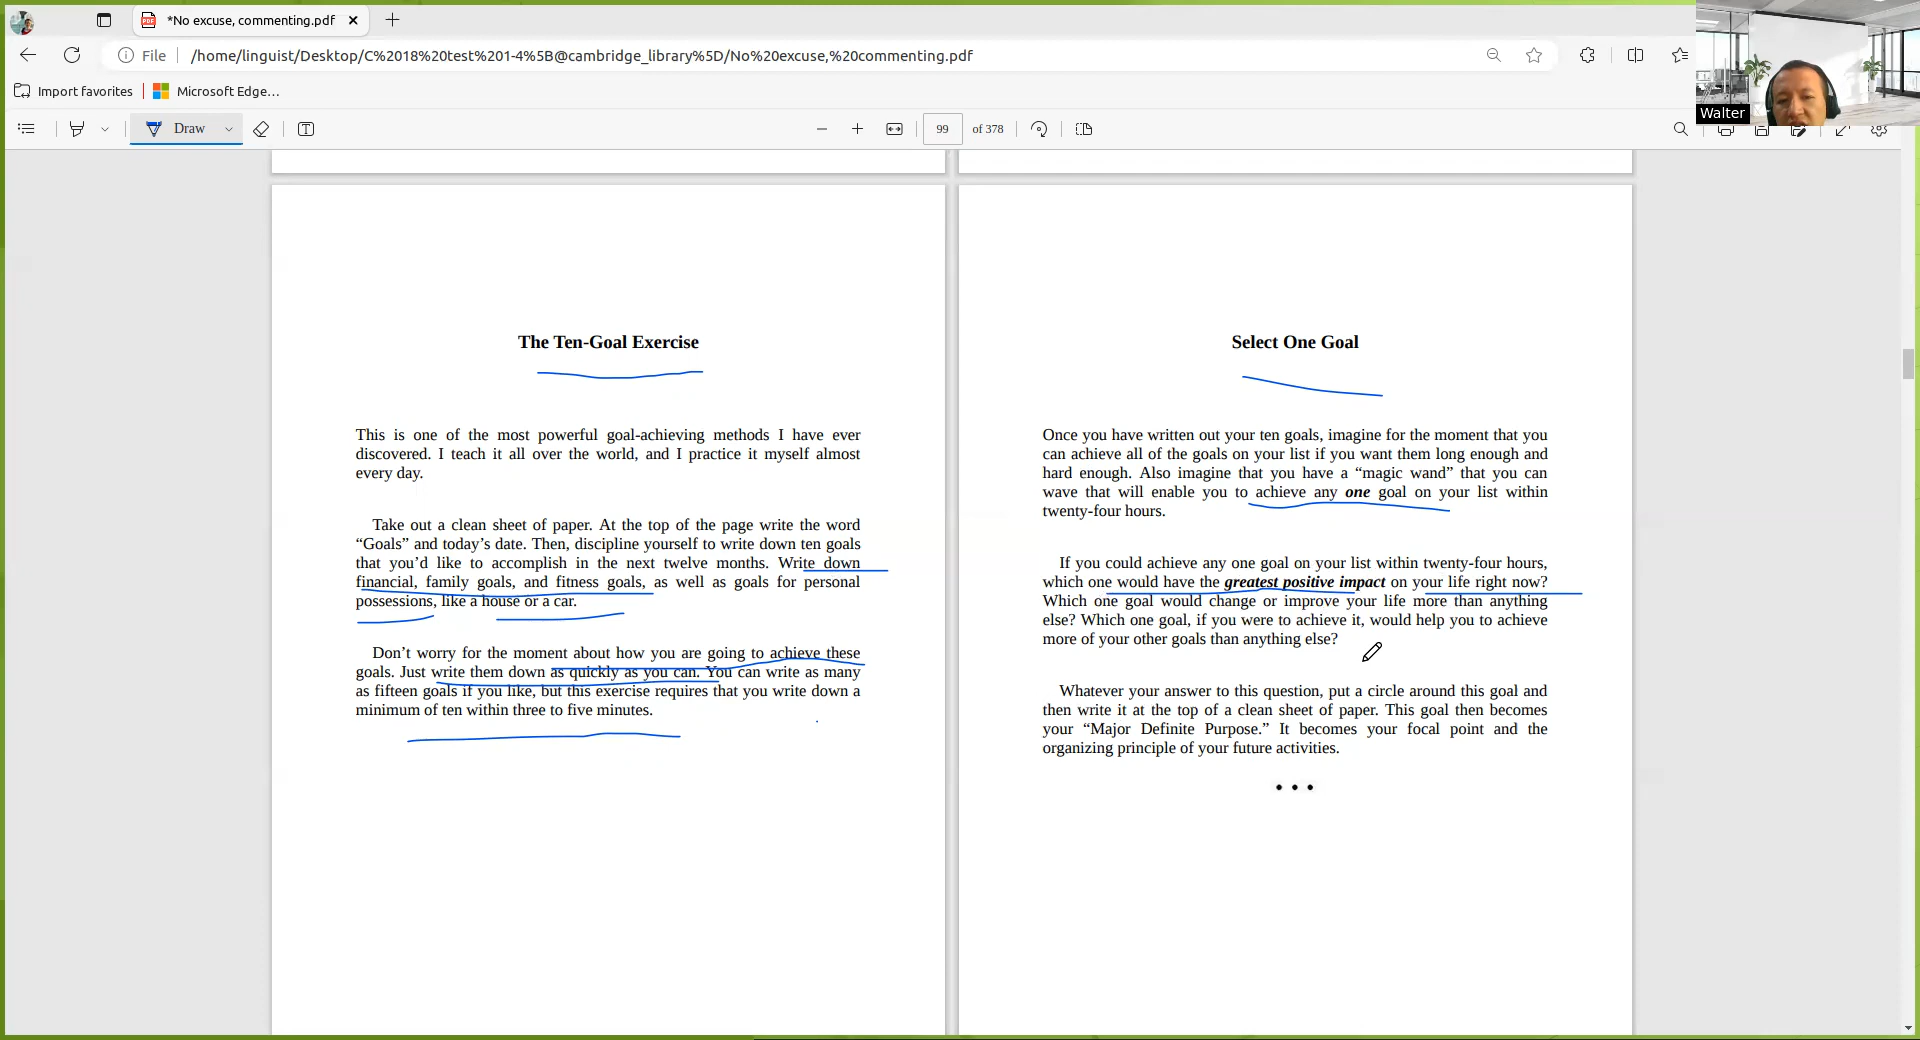 *No excuse, commenting.pdf
File
/home/linguist/Desktop/C%2018%20test%201-4%5B@cambridge_library%5D/No%20excuse,%20commenting.pdf
Import favorites
Microsoft Edge…
Walter
Draw
99
of 378
The Ten-Goal Exercise
This is one of the most powerful goal-achieving methods I have ever
discovered. I teach it all over the world, and I practice it myself almost
every day.
Take out a clean sheet of paper. At the top of the page write the word
“Goals” and today’s date. Then, discipline yourself to write down ten goals
that you’d like to accomplish in the next twelve months. Write down
financial, family goals, and fitness goals, as well as goals for personal
possessions, like a house or a car.
Don’t worry for the moment about how you are going to achieve these
goals. Just write them down as quickly as you can. You can write as many
as fifteen goals if you like, but this exercise requires that you write down a
minimum of ten within three to five minutes.
Select One Goal
Once you have written out your ten goals, imagine for the moment that you
can achieve all of the goals on your list if you want them long enough and
hard enough. Also imagine that you have a “magic wand” that you can
wave that will enable you to achieve any one goal on your list within
twenty-four hours.
If you could achieve any one goal on your list within twenty-four hours,
which one would have the greatest positive impact on your life right now?
Which one goal would change or improve your life more than anything
else? Which one goal, if you were to achieve it, would help you to achieve
more of your other goals than anything else?
Whatever your answer to this question, put a circle around this goal and
then write it at the top of a clean sheet of paper. This goal then becomes
your “Major Definite Purpose.” It becomes your focal point and the
organizing principle of your future activities.
• • •